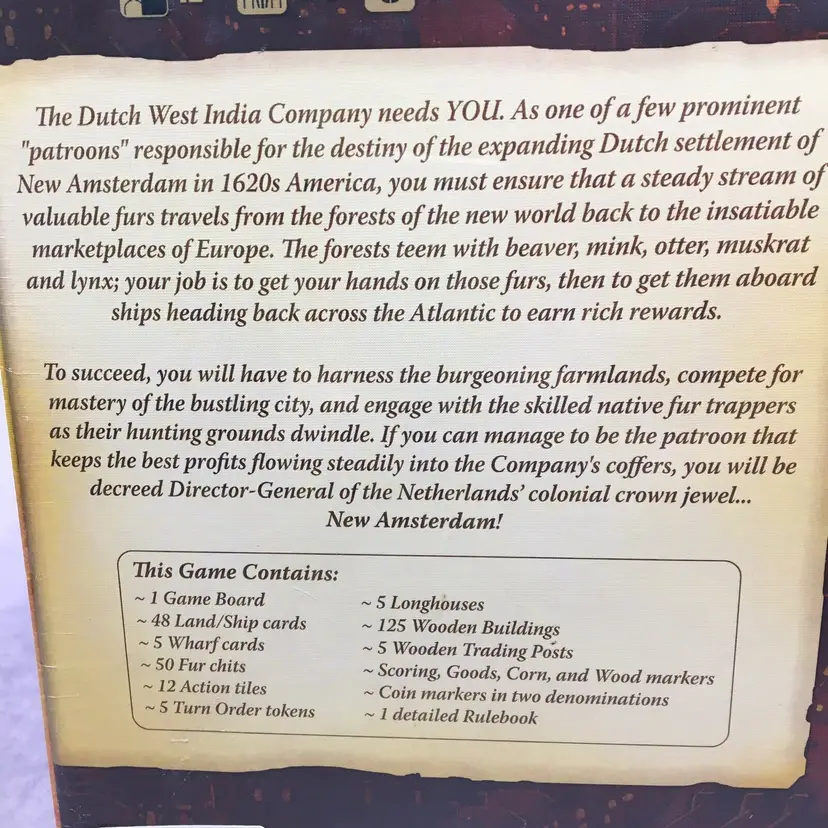 The Dutch West India Company needs YOU. As one of a few prominent
"patroons" responsible for the destiny of the expanding Dutch settlement of
New Amsterdam in 1620s America, you must ensure that a steady stream of
valuable furs travels from the forests of the new world back to the insatiable
marketplaces of Europe. The forests teem with beaver, mink, otter, muskrat
and lynx; your job is to get your hands on those furs, then to get them aboard
ships heading back across the Atlantic to earn rich rewards.
To succeed, you will have to harness the burgeoning farmlands, compete for
mastery of the bustling city, and engage with the skilled native fur trappers
as their hunting grounds dwindle. If you can manage to be the patroon that
keeps the best profits flowing steadily into the Company's coffers, you will be
decreed Director-General of the Netherlands' colonial crown jewel...
New Amsterdam!
This Game Contains:
~ 1 Game Board
~ 48 Land/Ship cards
~ 5 Wharf cards
~ 50 Fur chits
~ 12 Action tiles
~ 5 Turn Order tokens
~ 5 Longhouses
~ 125 Wooden Buildings
~ 5 Wooden Trading Posts
~ Scoring, Goods, Corn, and Wood markers
~ Coin markers in two denominations
~ 1 detailed Rulebook